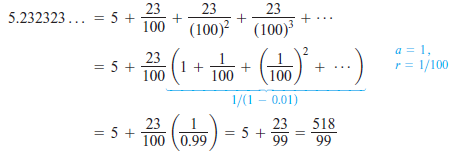 5.232323 . . . = 5 + 23/100 + 23/(100)² + 23/(100)³ + ⋯
= 5 + 23/100 (1 + 1/100 + (1/100)² + ⋯) a = 1, r = 1/100
1/(1 − 0.01)
= 5 + 23/100 (1/0.99) = 5 + 23/99 = 518/99